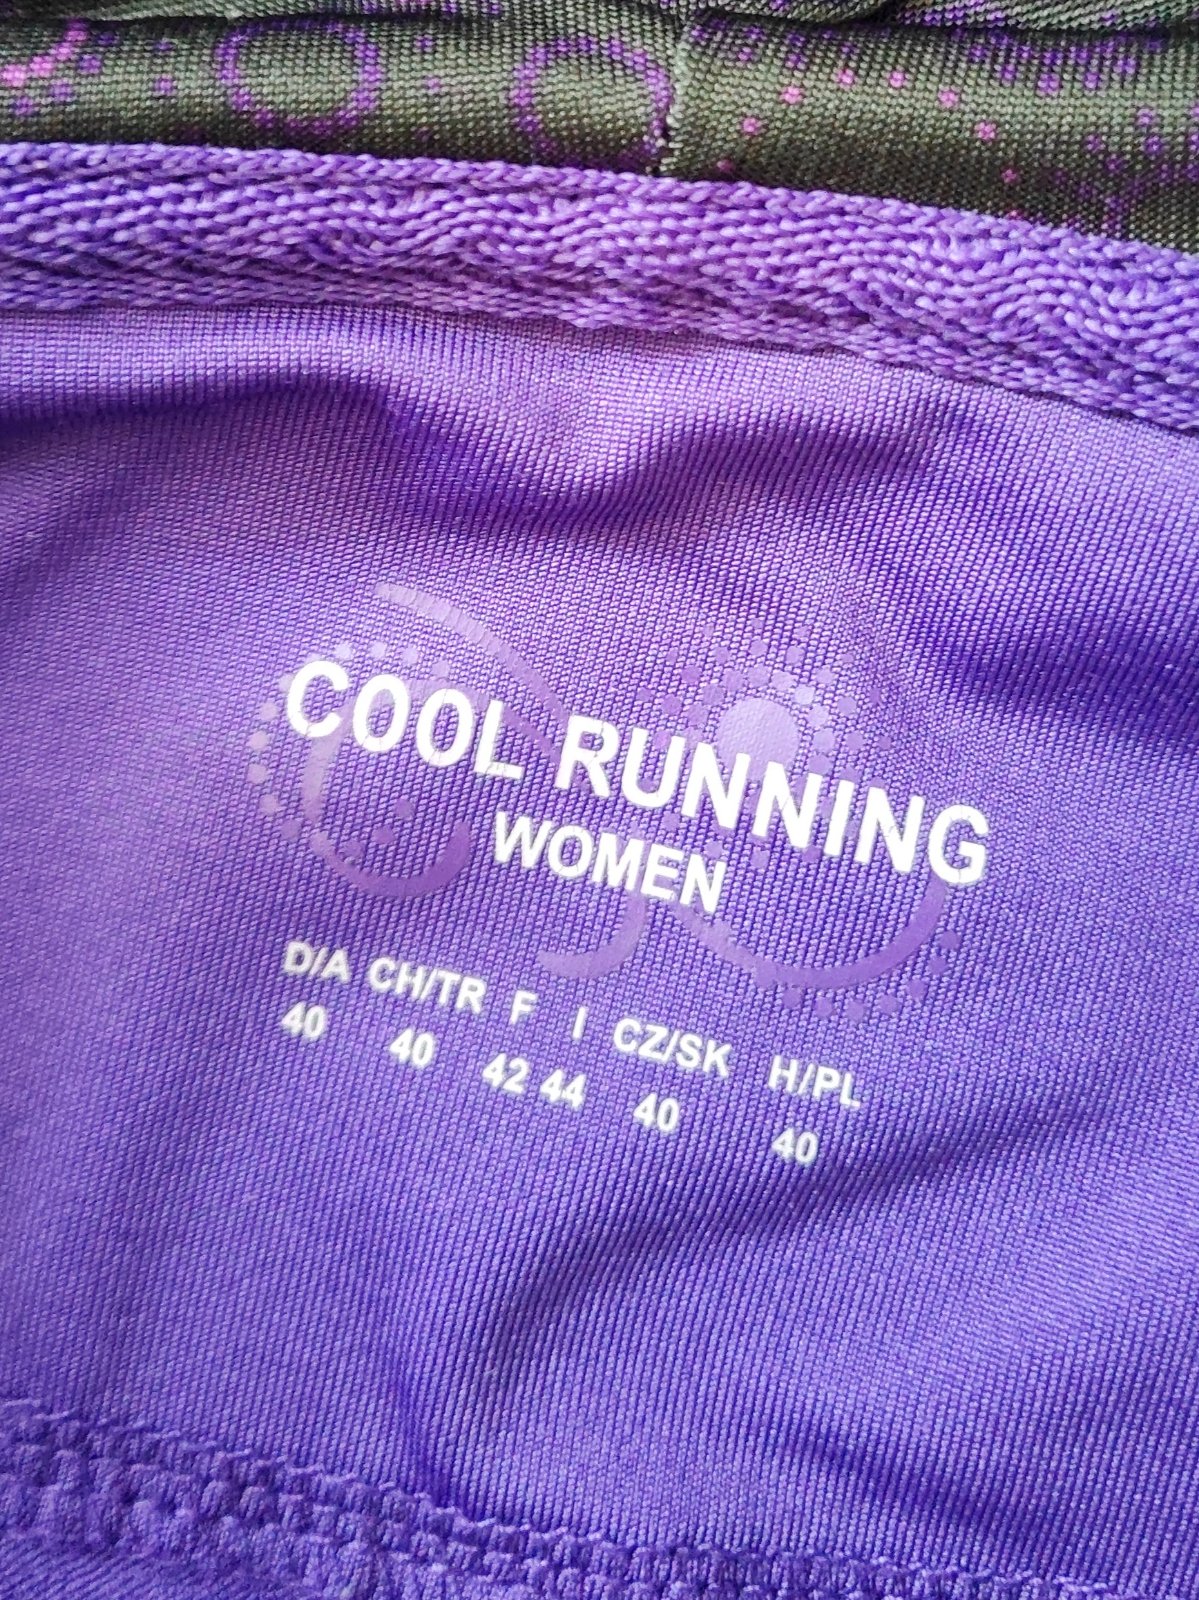 COOL RUNNING
WOMEN
D/A CH/TR F I CZ/SK H/PL
40 40 42 44 40 40